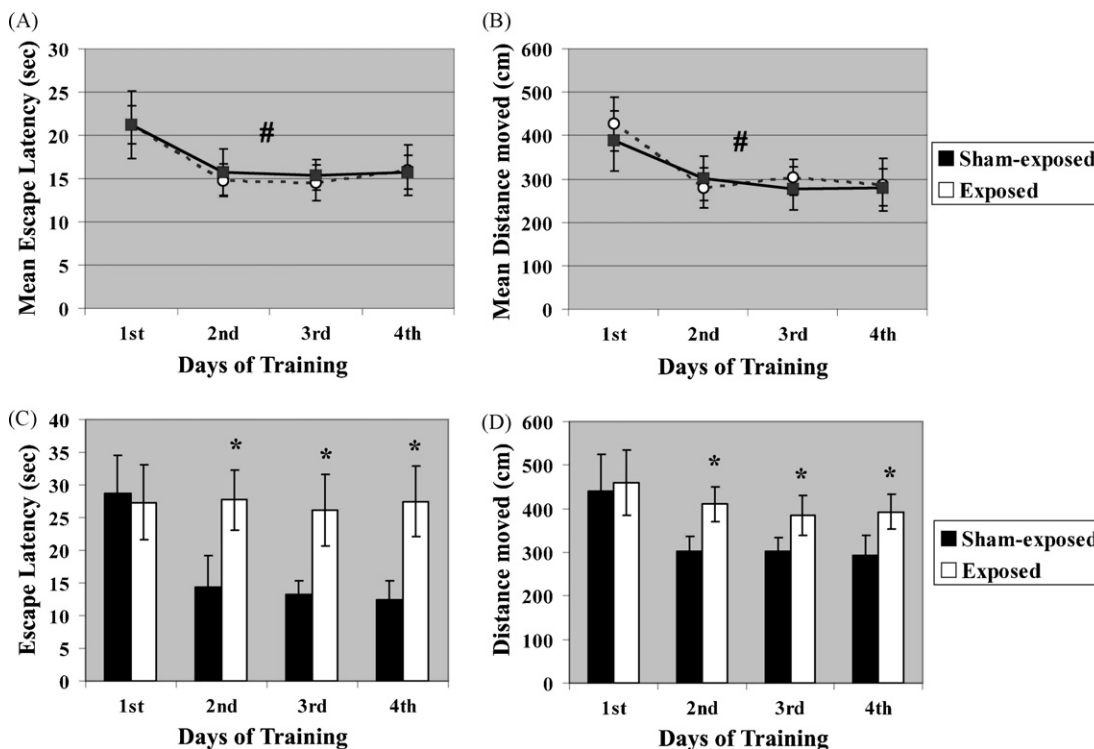 (A)
Mean Escape Latency (sec)
30
25
20
15
10
5
0
#
1st 2nd 3rd 4th
Days of Training
(B)
Mean Distance moved (cm)
600
500
400
300
200
100
0
#
1st 2nd 3rd 4th
Days of Training
Sham-exposed
Exposed
(C)
Escape Latency (sec)
40
35
30
25
20
15
10
5
0
* * *
1st 2nd 3rd 4th
Days of Training
(D)
Distance moved (cm)
600
500
400
300
200
100
0
* * *
1st 2nd 3rd 4th
Days of Training
Sham-exposed
Exposed